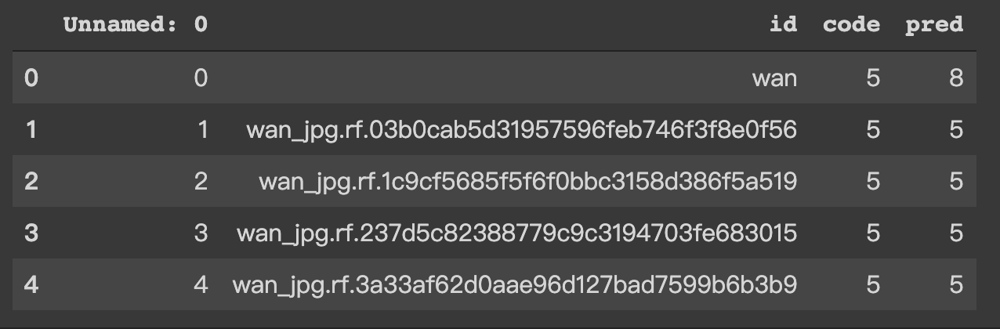 Unnamed: 0 id code pred
0 0 wan 5 8
1 1 wan_jpg.rf.03b0cab5d31957596feb746f3f8e0f56 5 5
2 2 wan_jpg.rf.1c9cf5685f5f6f0bbc3158d386f5a519 5 5
3 3 wan_jpg.rf.237d5c82388779c9c3194703fe683015 5 5
4 4 wan_jpg.rf.3a33af62d0aae96d127bad7599b6b3b9 5 5